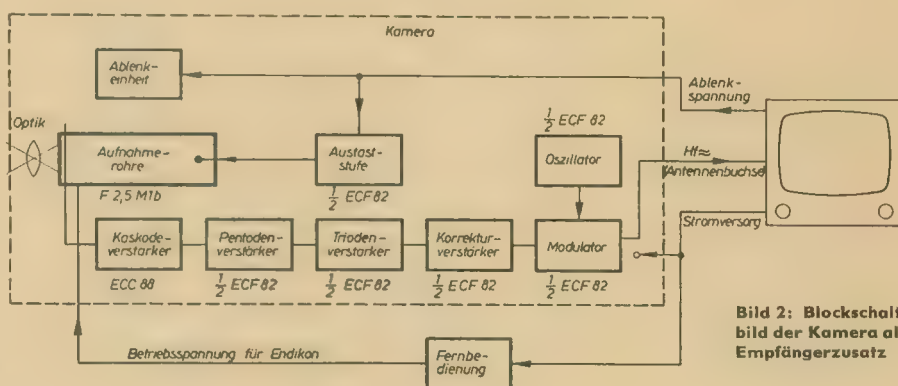 Kamera
Ablenk-
einheit
Ablenk-
spannung
Optik
Aufnahme-
röhre
F 2,5 M1b
Austast-
stufe
1/2 ECF 82
1/2 ECF 82
Oszillator
Hf≈
Antennenbuchse
Stromversorg
Kaskode-
verstärker
ECC 88
Pentoden-
verstärker
1/2 ECF 82
Trioden-
verstärker
1/2 ECF 82
Korrektur-
verstärker
1/2 ECF 82
Modulator
1/2 ECF 82
Betriebsspannung für Endikon
Fernbe-
dienung
Bild 2: Blockschalt
bild der Kamera al
Empfängerzusatz